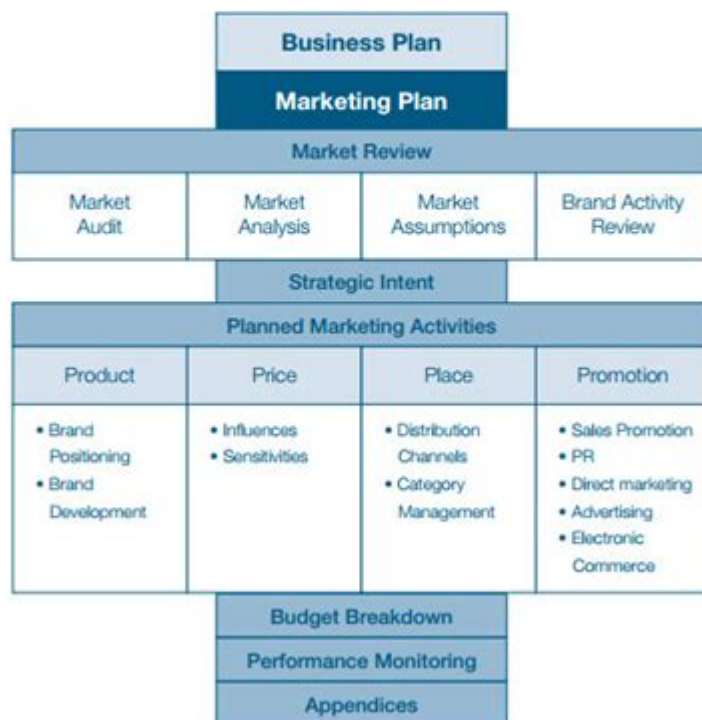 Business Plan
Marketing Plan
Market Review
Market
Audit
Market
Analysis
Market
Assumptions
Brand Activity
Review
Strategic Intent
Planned Marketing Activities
Product
Price
Place
Promotion
• Brand
Positioning
• Brand
Development
• Influences
• Sensitivities
• Distribution
Channels
• Category
Management
• Sales Promotion
• PR
• Direct marketing
• Advertising
• Electronic
Commerce
Budget Breakdown
Performance Monitoring
Appendices